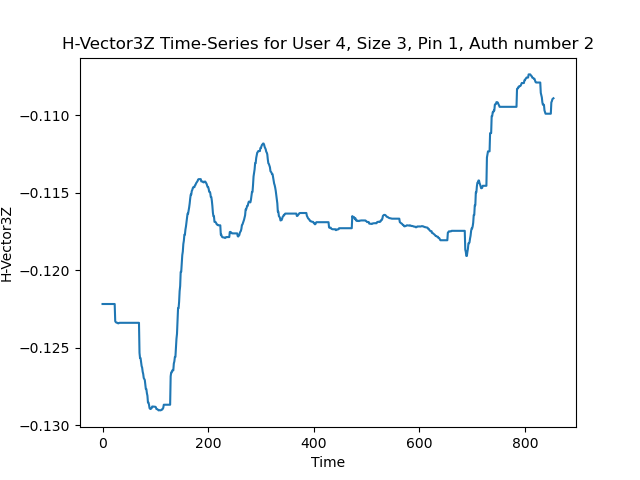 H-Vector3Z Time-Series for User 4, Size 3, Pin 1, Auth number 2
H-Vector3Z
−0.110
−0.115
−0.120
−0.125
−0.130
0 200 400 600 800
Time